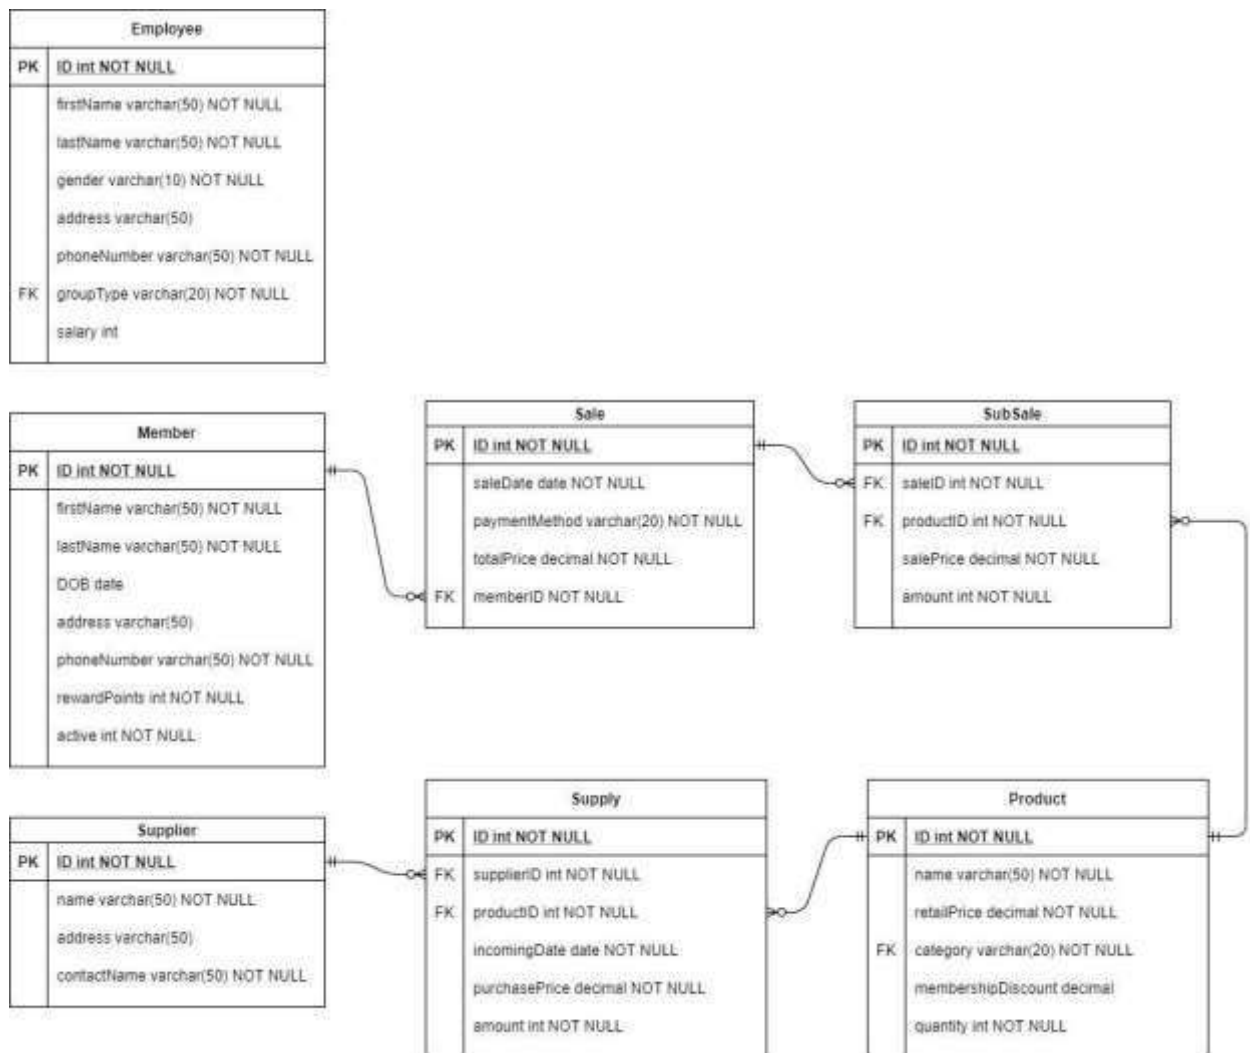 Employee
PK ID int NOT NULL
firstName varchar(50) NOT NULL
lastName varchar(50) NOT NULL
gender varchar(10) NOT NULL
address varchar(50)
phoneNumber varchar(50) NOT NULL
FK groupType varchar(20) NOT NULL
salary int
Member
PK ID int NOT NULL
firstName varchar(50) NOT NULL
lastName varchar(50) NOT NULL
DOB date
address varchar(50)
phoneNumber varchar(50) NOT NULL
rewardPoints int NOT NULL
active int NOT NULL
Sale
PK ID int NOT NULL
saleDate date NOT NULL
paymentMethod varchar(20) NOT NULL
totalPrice decimal NOT NULL
FK memberID NOT NULL
SubSale
PK ID int NOT NULL
FK saleID int NOT NULL
FK productID int NOT NULL
salePrice decimal NOT NULL
amount int NOT NULL
Supplier
PK ID int NOT NULL
name varchar(50) NOT NULL
address varchar(50)
contactName varchar(50) NOT NULL
Supply
PK ID int NOT NULL
FK supplierID int NOT NULL
FK productID int NOT NULL
incomingDate date NOT NULL
purchasePrice decimal NOT NULL
amount int NOT NULL
Product
PK ID int NOT NULL
name varchar(50) NOT NULL
retailPrice decimal NOT NULL
FK category varchar(20) NOT NULL
membershipDiscount decimal
quantity int NOT NULL